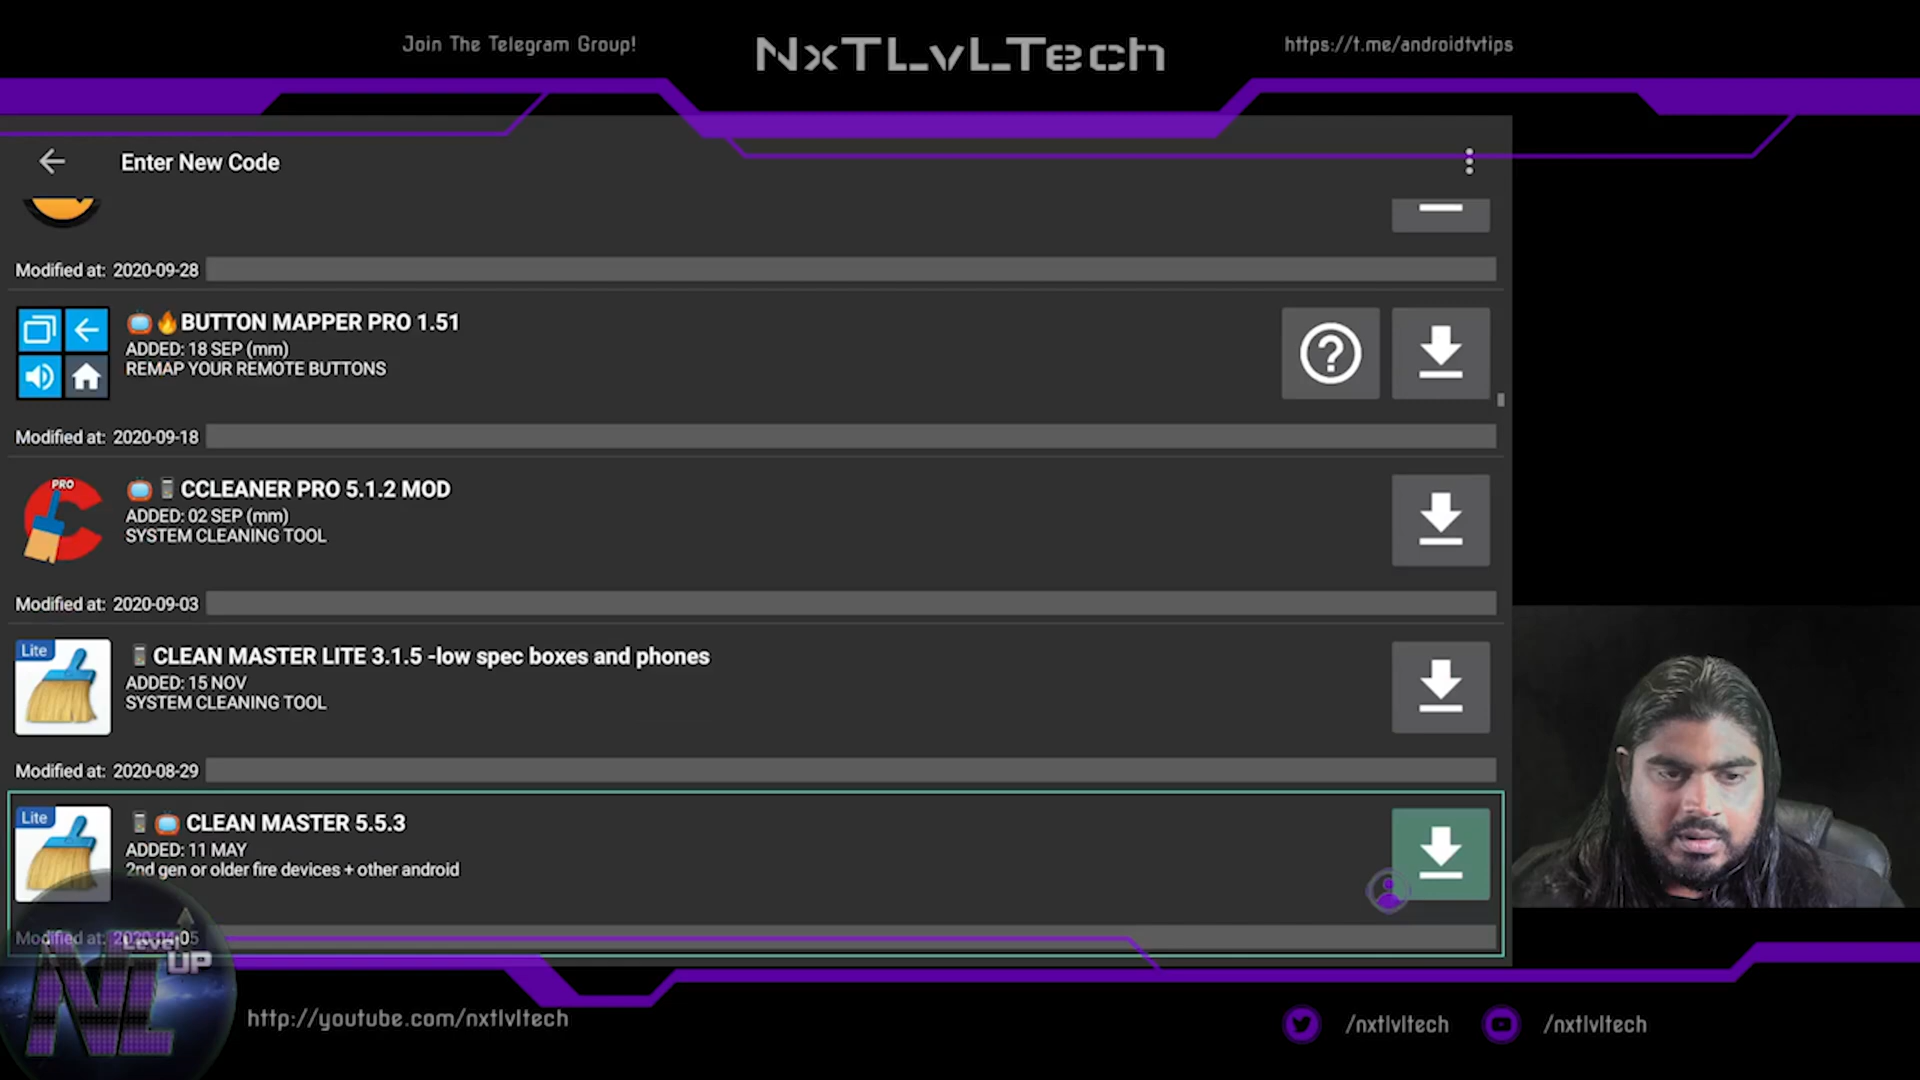 Join The Telegram Group!
NxTLvLTech
https://t.me/androidtvtips
Enter New Code
Modified at: 2020-09-28
BUTTON MAPPER PRO 1.51
ADDED: 18 SEP (mm)
REMAP YOUR REMOTE BUTTONS
Modified at: 2020-09-18
PRO
CCLEANER PRO 5.1.2 MOD
ADDED: 02 SEP (mm)
SYSTEM CLEANING TOOL
Modified at: 2020-09-03
Lite
CLEAN MASTER LITE 3.1.5 -low spec boxes and phones
ADDED: 15 NOV
SYSTEM CLEANING TOOL
Modified at: 2020-08-29
Lite
CLEAN MASTER 5.5.3
ADDED: 11 MAY
2nd gen or older fire devices + other android
Modified at: 2020-04-05
Level
UP
NL
http://youtube.com/nxtlvltech
/nxtlvltech
/nxtlvltech